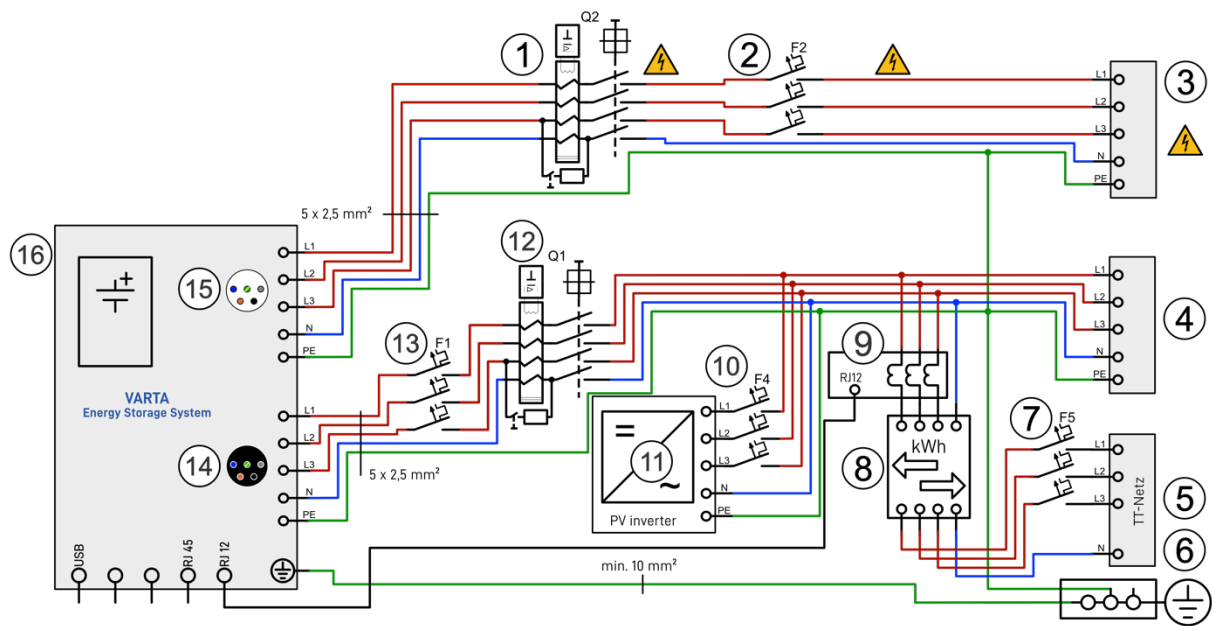 Q2
1
2
F2
L1
L2
L3
N
PE
3
5 x 2,5 mm²
16
15
L1
L2
L3
N
PE
VARTA
Energy Storage System
14
L1
L2
L3
N
PE
USB
RJ 45
RJ 12
12
Q1
13
F1
5 x 2,5 mm²
L1
L2
L3
N
PE
4
9
RJ12
10
F4
L1
L2
L3
N
PE
=
11
~
PV inverter
kWh
8
7
F5
L1
L2
L3
N
TT-Netz
5
6
min. 10 mm²